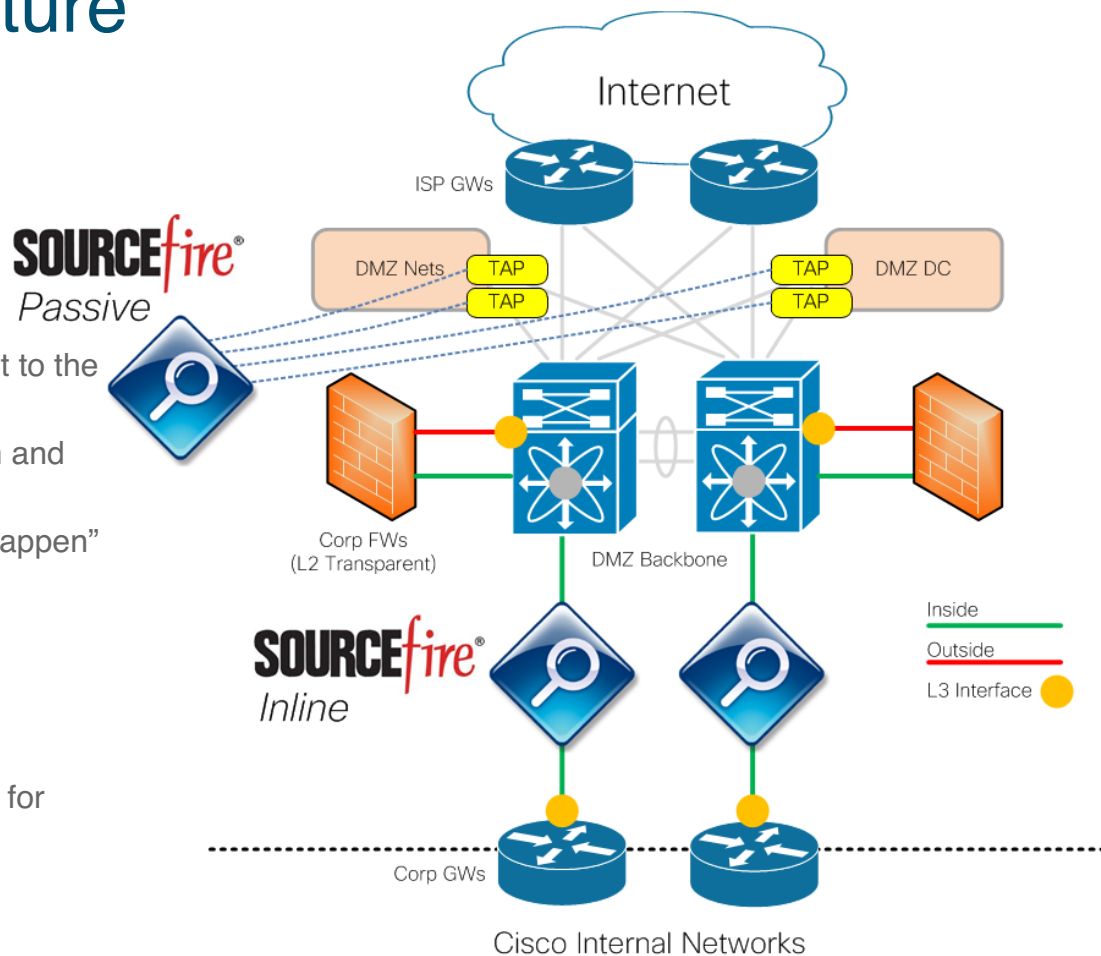 ture
Internet
ISP GWs
SOURCEfire®
Passive
DMZ Nets
TAP
TAP
TAP
TAP
DMZ DC
t to the
and
appen”
Corp FWs
(L2 Transparent)
DMZ Backbone
Inside
Outside
L3 Interface
SOURCEfire®
Inline
for
Corp GWs
Cisco Internal Networks